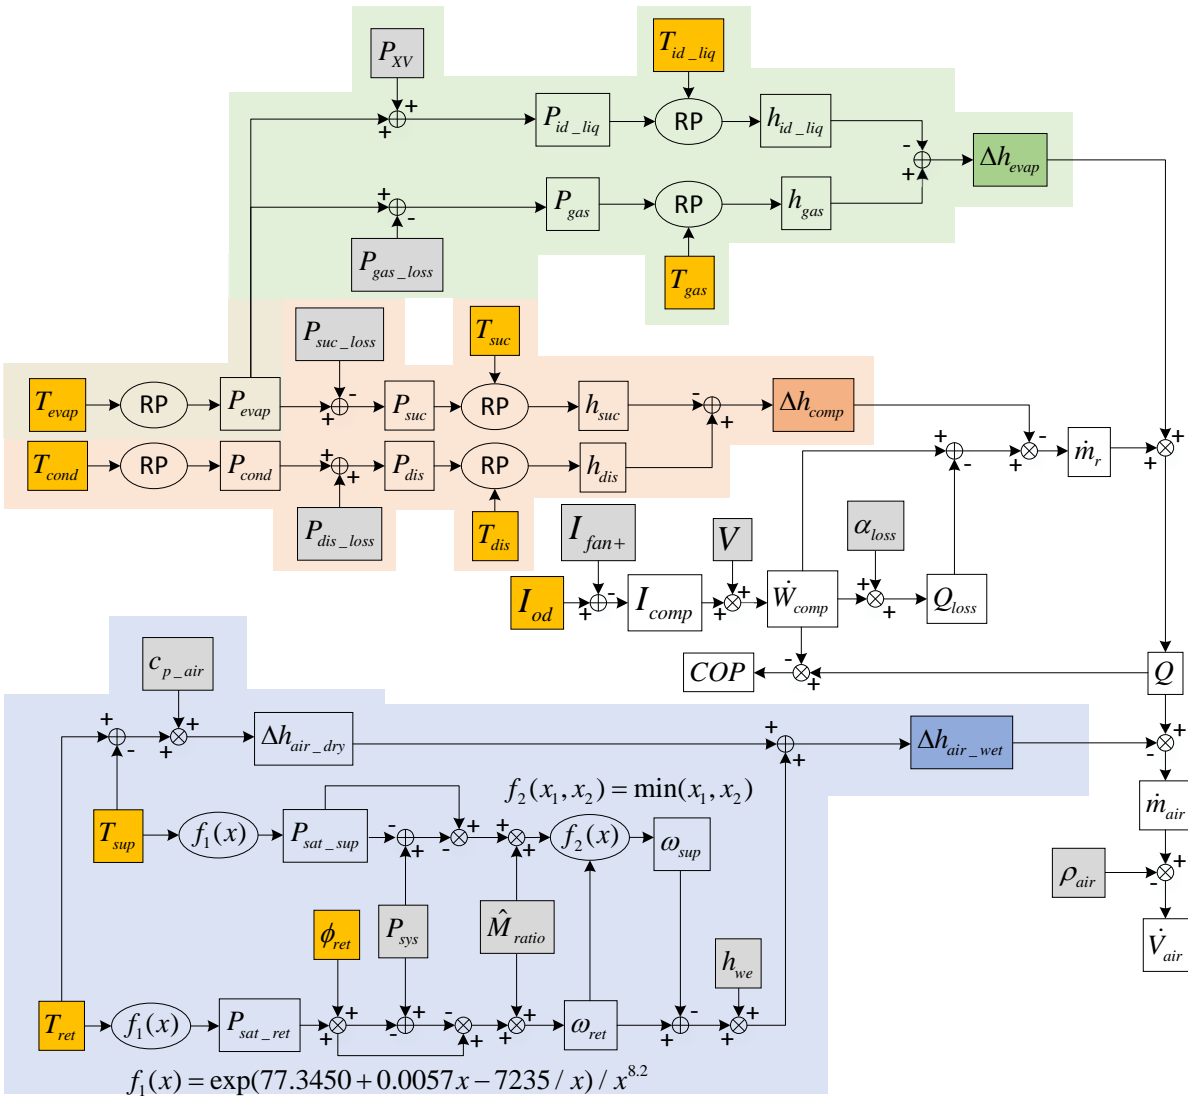 P_XV
T_id_liq
+
+
P_id_liq
RP
h_id_liq
-
+
Δh_evap
+
-
P_gas
RP
h_gas
P_gas_loss
T_gas
P_suc_loss
T_suc
T_evap
RP
P_evap
-
+
P_suc
RP
h_suc
-
+
Δh_comp
T_cond
RP
P_cond
+
+
P_dis
RP
h_dis
P_dis_loss
T_dis
+
-
-
+
ṁ_r
+
+
I_fan+
V
α_loss
I_od
-
+
I_comp
+
+
Ẇ_comp
+
+
Q_loss
COP
-
+
Q
c_p_air
+
-
+
+
Δh_air_dry
+
+
Δh_air_wet
+
-
f_2(x_1, x_2) = min(x_1, x_2)
T_sup
f_1(x)
P_sat_sup
-
+
+
-
+
+
f_2(x)
ω_sup
ṁ_air
ρ_air
+
-
V̇_air
ϕ_ret
P_sys
M̂_ratio
h_we
T_ret
f_1(x)
P_sat_ret
+
+
+
-
-
+
+
+
ω_ret
-
+
+
+
f_1(x) = exp(77.3450 + 0.0057x − 7235 / x) / x^8.2